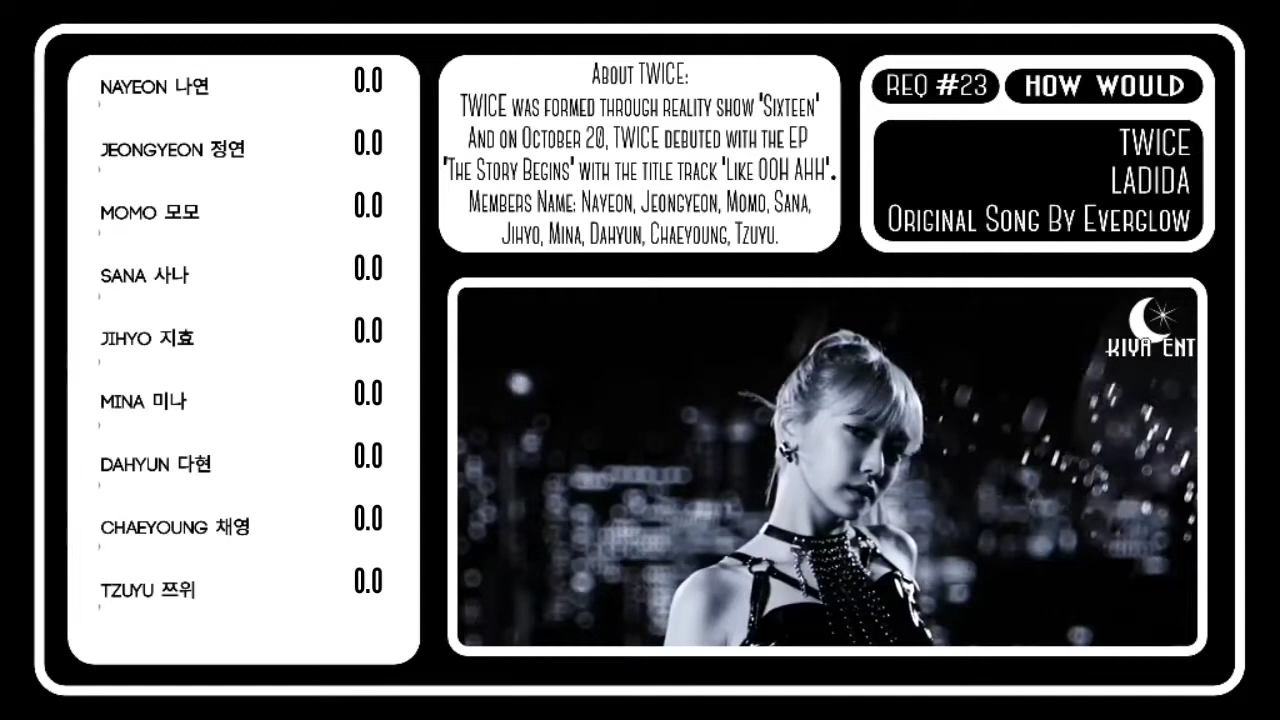 NAYEON 나연 0.0
JEONGYEON 정연 0.0
MOMO 모모 0.0
SANA 사나 0.0
JIHYO 지효 0.0
MINA 미나 0.0
DAHYUN 다현 0.0
CHAEYOUNG 채영 0.0
TZUYU 쯔위 0.0
About TWICE:
TWICE was formed through reality show "Sixteen"
And on October 20, TWICE debuted with the EP
"The Story Begins" with the title track "Like OOH AHH".
Members Name: Nayeon, Jeongyeon, Momo, Sana,
Jihyo, Mina, Dahyun, Chaeyoung, Tzuyu.
REQ #23 HOW WOULD
TWICE
LADIDA
Original Song By Everglow
KIYA ENT